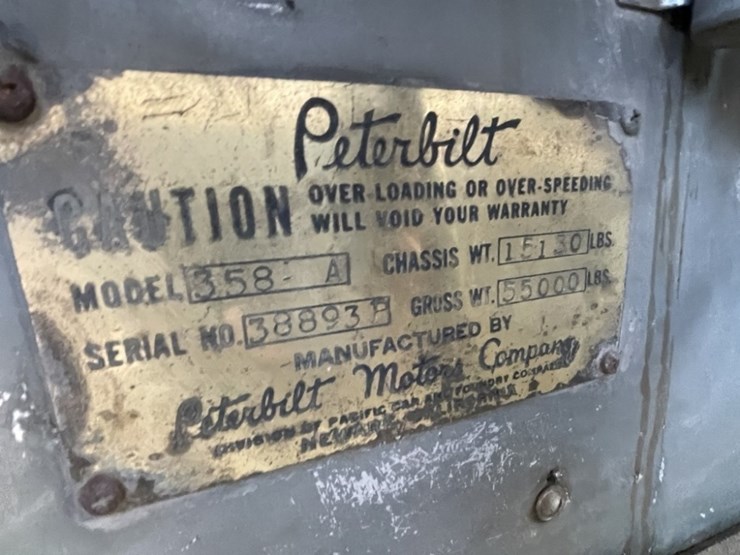 Peterbilt
CAUTION OVER-LOADING OR OVER-SPEEDING
WILL VOID YOUR WARRANTY
MODEL 358- A CHASSIS WT. 15130 LBS.
SERIAL NO. 38893P GROSS WT. 55000 LBS.
MANUFACTURED BY
Peterbilt Motors Company
DIVISION OF PACIFIC CAR AND FOUNDRY COMPANY
NEWARK, CALIFORNIA